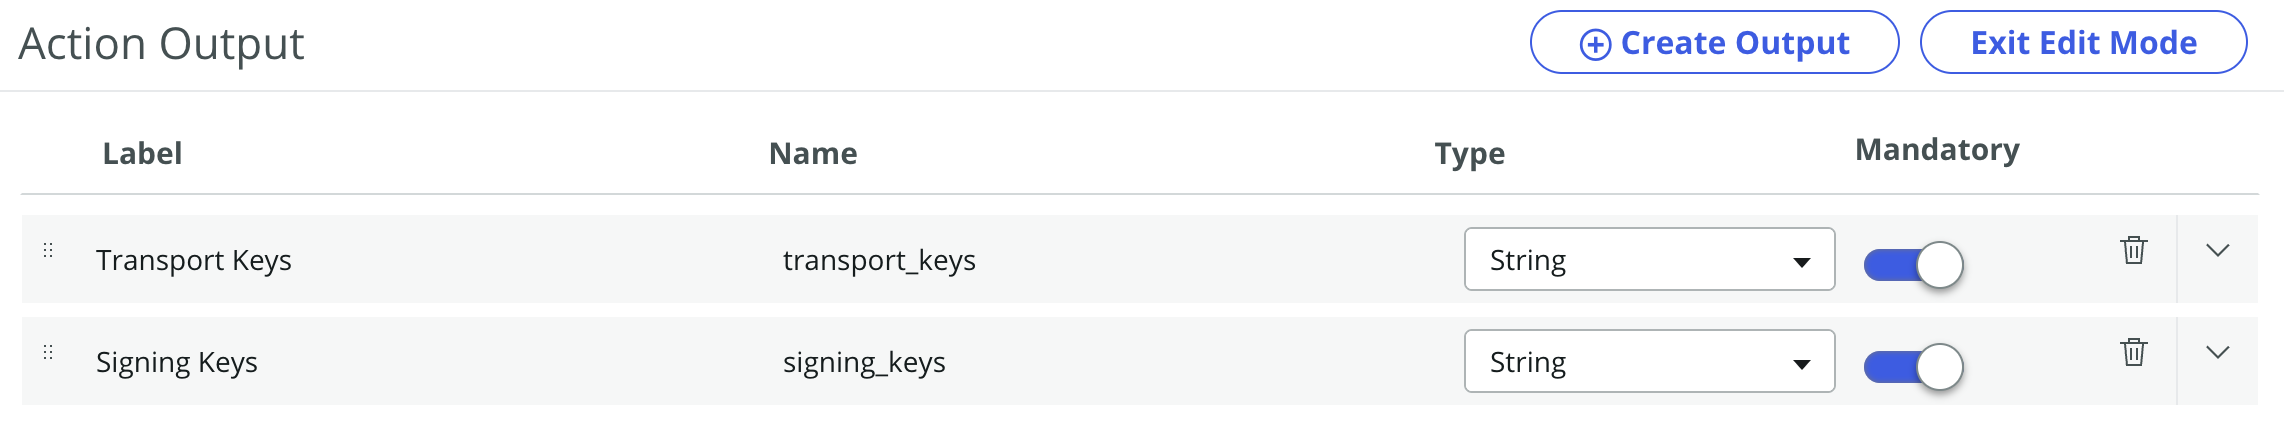 Action Output
Create Output
Exit Edit Mode
Label Name Type Mandatory
Transport Keys transport_keys String
Signing Keys signing_keys String